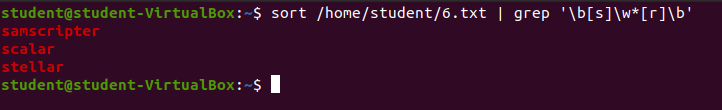 student@student-VirtualBox:~$ sort /home/student/6.txt | grep '\b[s]\w*[r]\b'
samscripter
scalar
stellar
student@student-VirtualBox:~$